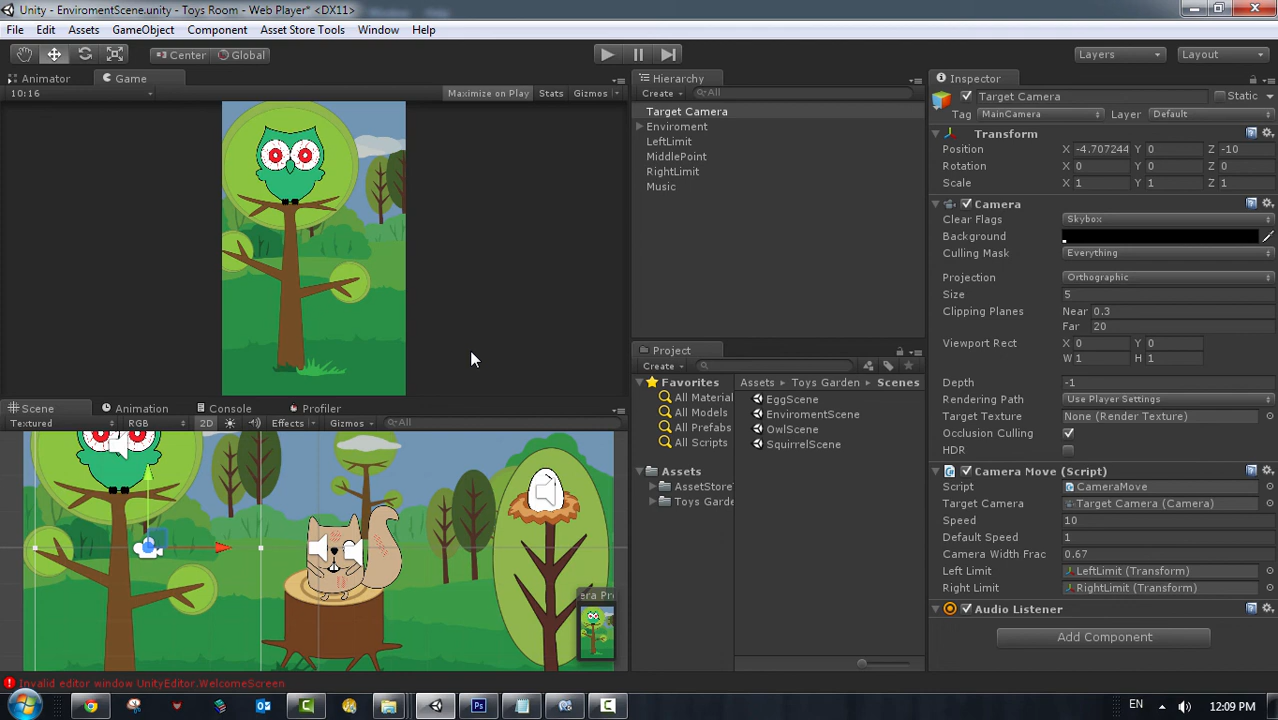 Unity - EnviromentScene.unity - Toys Room - Web Player* <DX11>
File Edit Assets GameObject Component Asset Store Tools Window Help
Center Global Layers Layout
Animator Game
10:16 Maximize on Play Stats Gizmos
Hierarchy
Create All
Target Camera
Enviroment
LeftLimit
MiddlePoint
RightLimit
Music
Inspector
Target Camera Static
Tag MainCamera Layer Default
Transform
Position X -4.707244 Y 0 Z -10
Rotation X 0 Y 0 Z 0
Scale X 1 Y 1 Z 1
Camera
Clear Flags Skybox
Background
Culling Mask Everything
Projection Orthographic
Size 5
Clipping Planes Near 0.3
Far 20
Viewport Rect X 0 Y 0
W 1 H 1
Depth -1
Rendering Path Use Player Settings
Target Texture None (Render Texture)
Occlusion Culling
HDR
Camera Move (Script)
Script CameraMove
Target Camera Target Camera (Camera)
Speed 10
Default Speed 1
Camera Width Frac 0.67
Left Limit LeftLimit (Transform)
Right Limit RightLimit (Transform)
Audio Listener
Add Component
Project
Create
Favorites
All Material
All Models
All Prefabs
All Scripts
Assets
AssetStore
Toys Garde
Assets Toys Garden Scenes
EggScene
EnviromentScene
OwlScene
SquirrelScene
Scene Animation Console Profiler
Textured RGB 2D Effects Gizmos All
era Pr
Invalid editor window UnityEditor.WelcomeScreen
EN 12:09 PM